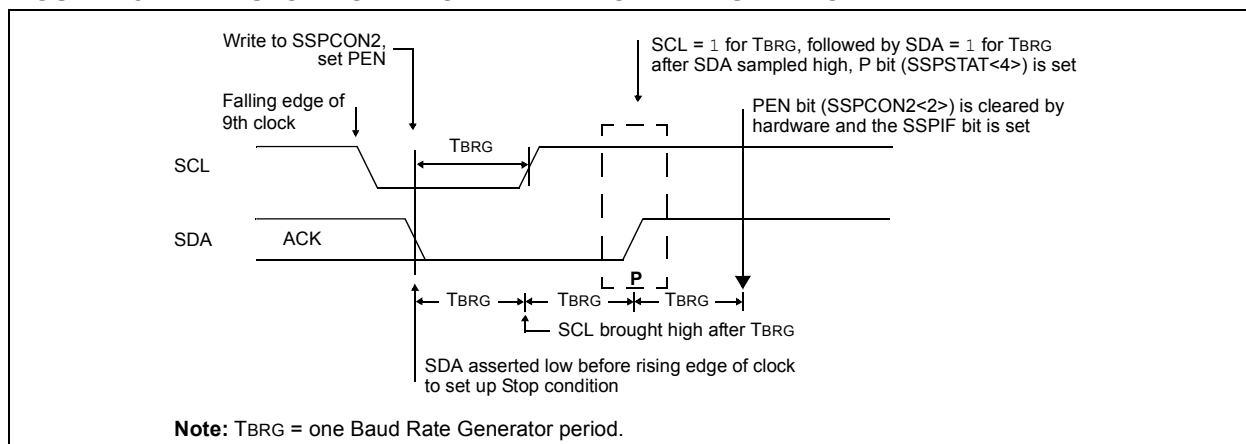 Write to SSPCON2,
set PEN
SCL = 1 for TBRG, followed by SDA = 1 for TBRG
after SDA sampled high, P bit (SSPSTAT<4>) is set
Falling edge of
9th clock
PEN bit (SSPCON2<2>) is cleared by
hardware and the SSPIF bit is set
TBRG
SCL
SDA
ACK
P
TBRG
TBRG
TBRG
SCL brought high after TBRG
SDA asserted low before rising edge of clock
to set up Stop condition
Note: TBRG = one Baud Rate Generator period.